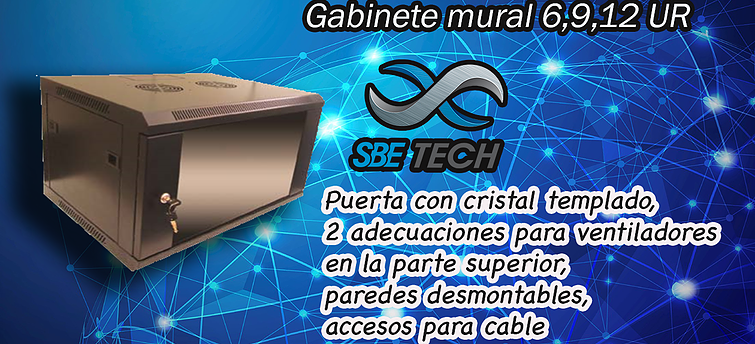 Gabinete mural 6,9,12 UR
SBE TECH
Puerta con cristal templado,
2 adecuaciones para ventiladores
en la parte superior,
paredes desmontables,
accesos para cable